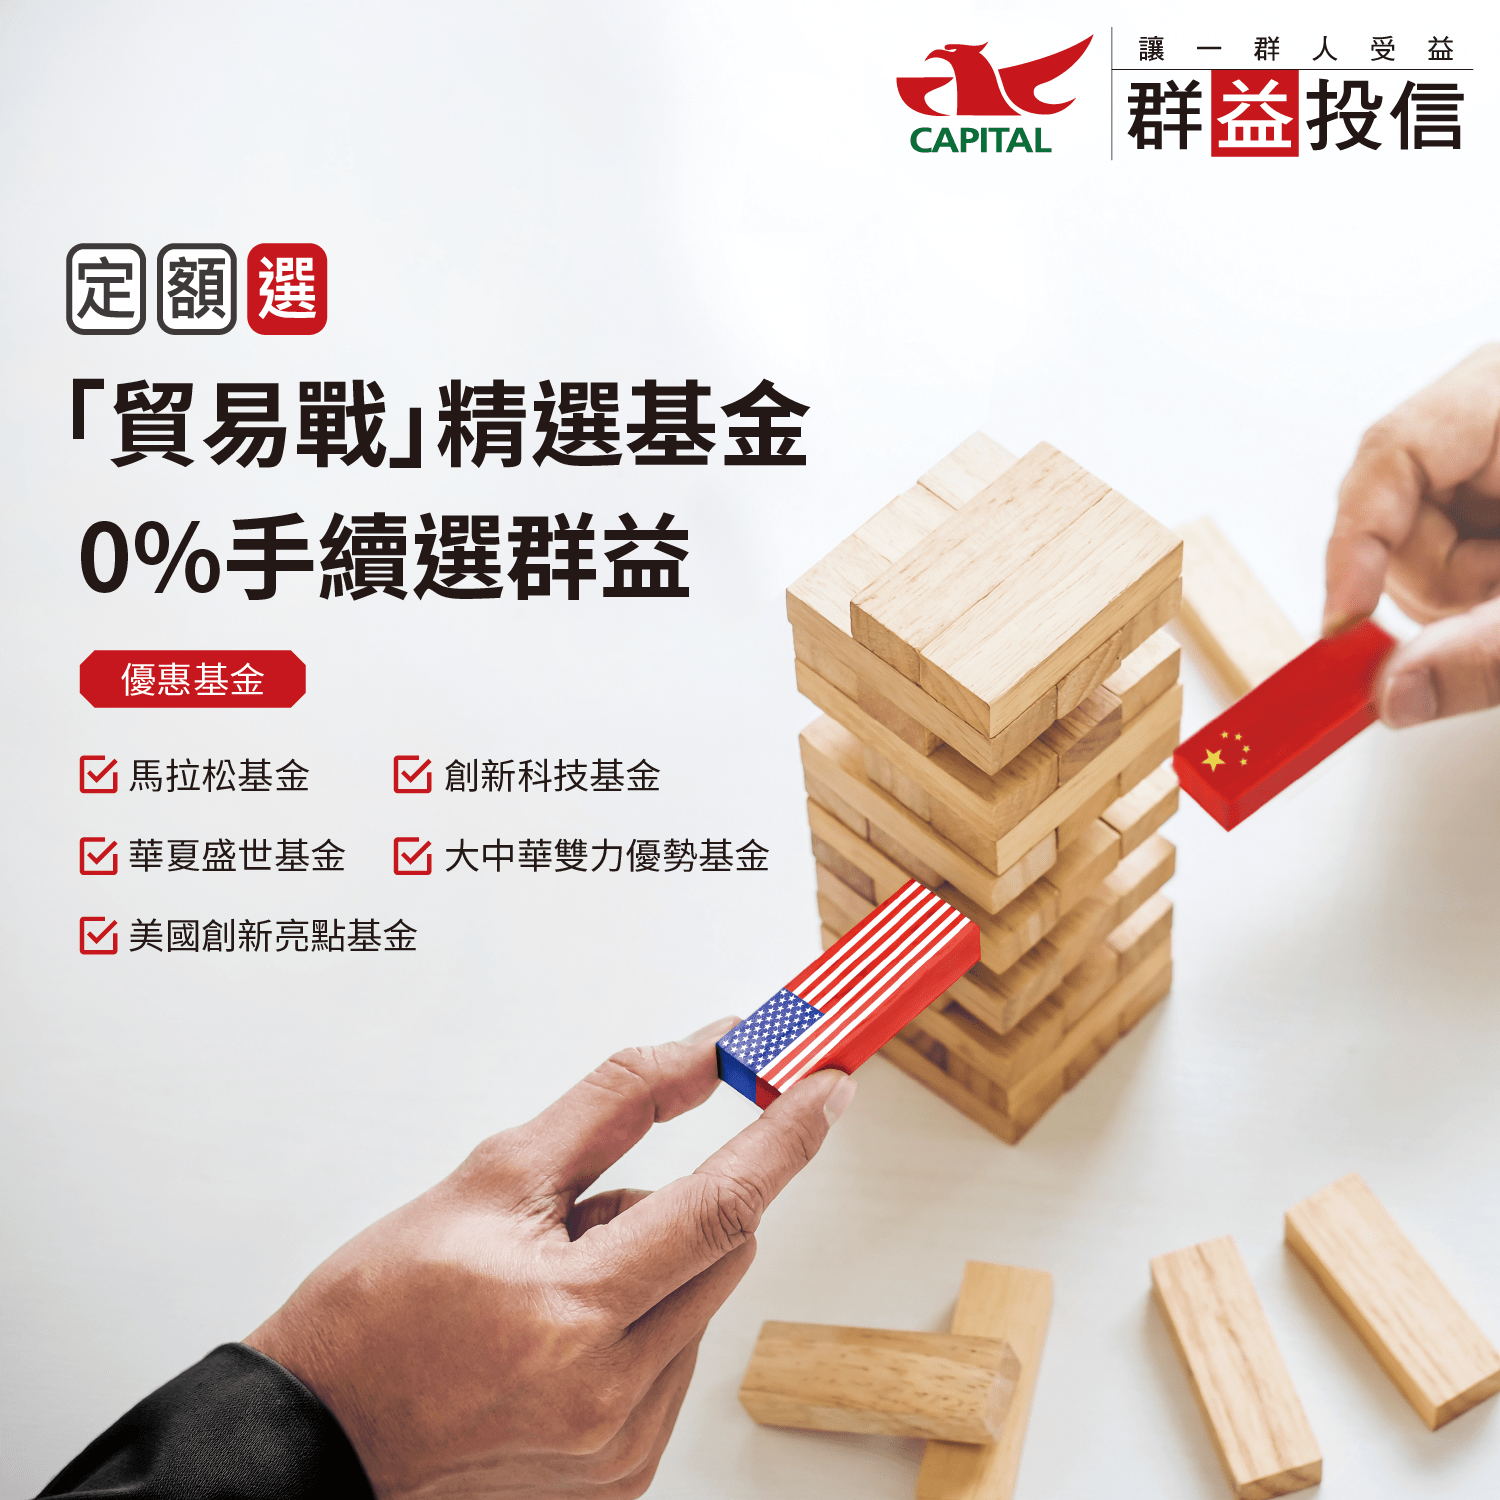 讓一群人受益
CAPITAL
群益投信
定額選
「貿易戰」精選基金
0%手續選群益
優惠基金
馬拉松基金
創新科技基金
華夏盛世基金
大中華雙力優勢基金
美國創新亮點基金